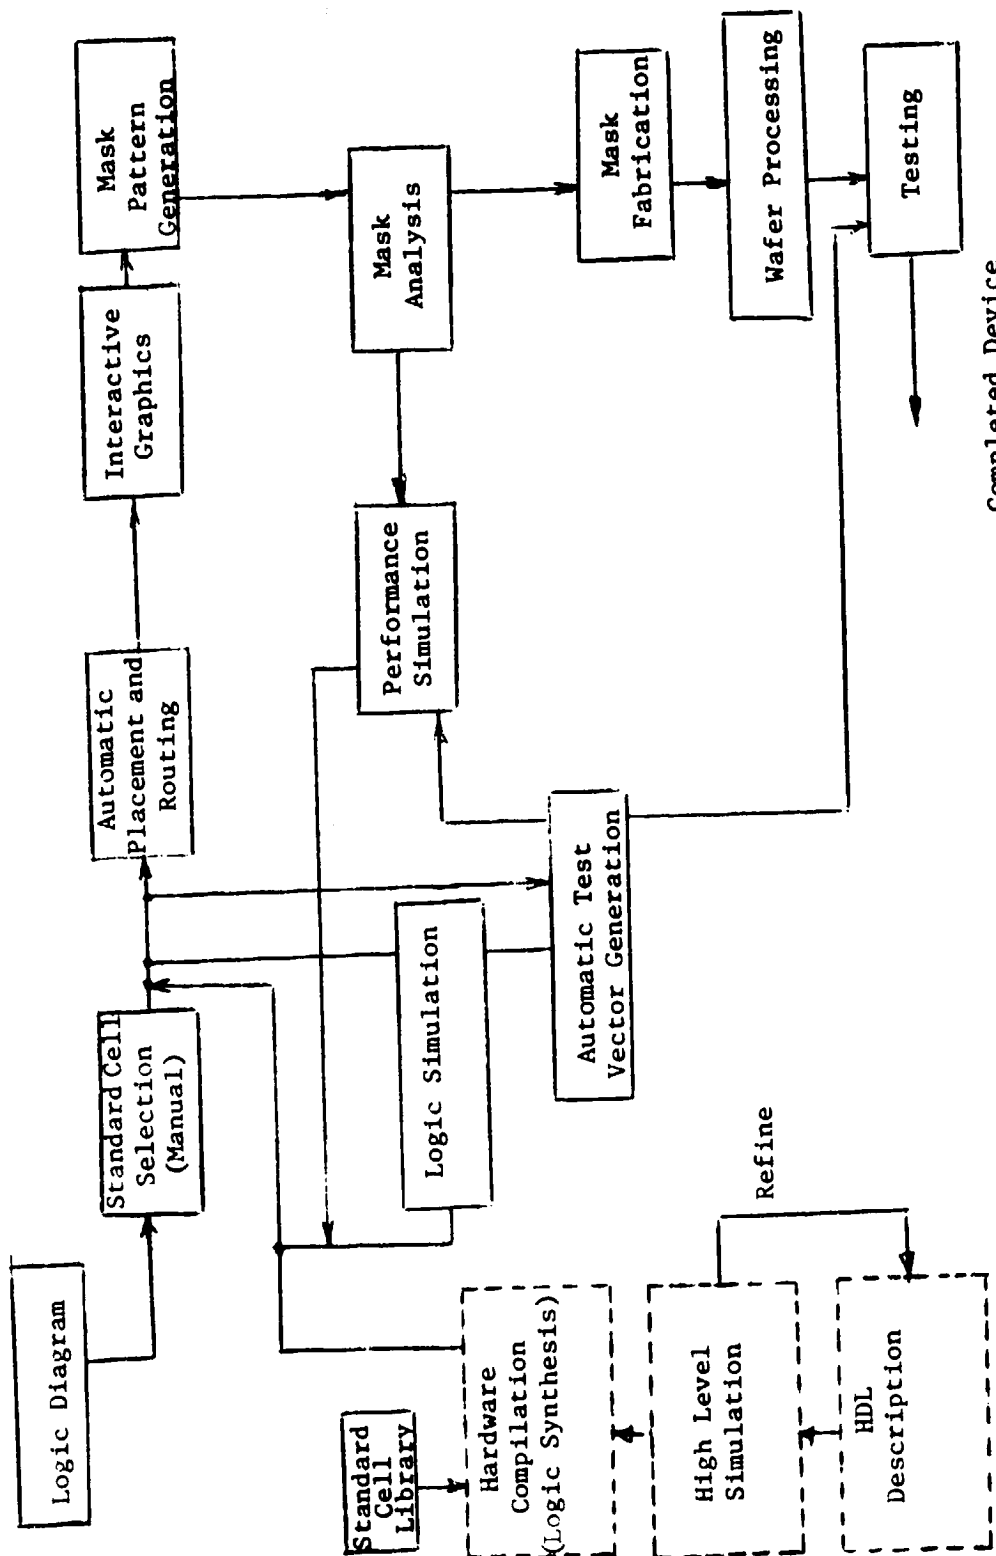 Logic Diagram
Standard Cell
Selection
(Manual)
Automatic
Placement and
Routing
Interactive
Graphics
Mask
Pattern
Generation
Standard
Cell
Library
Hardware
Compilation
(Logic Synthesis)
Logic Simulation
Performance
Simulation
Mask
Analysis
High Level
Simulation
Refine
Automatic Test
Vector Generation
Mask
Fabrication
HDL
Description
Wafer Processing
Testing
Completed Device